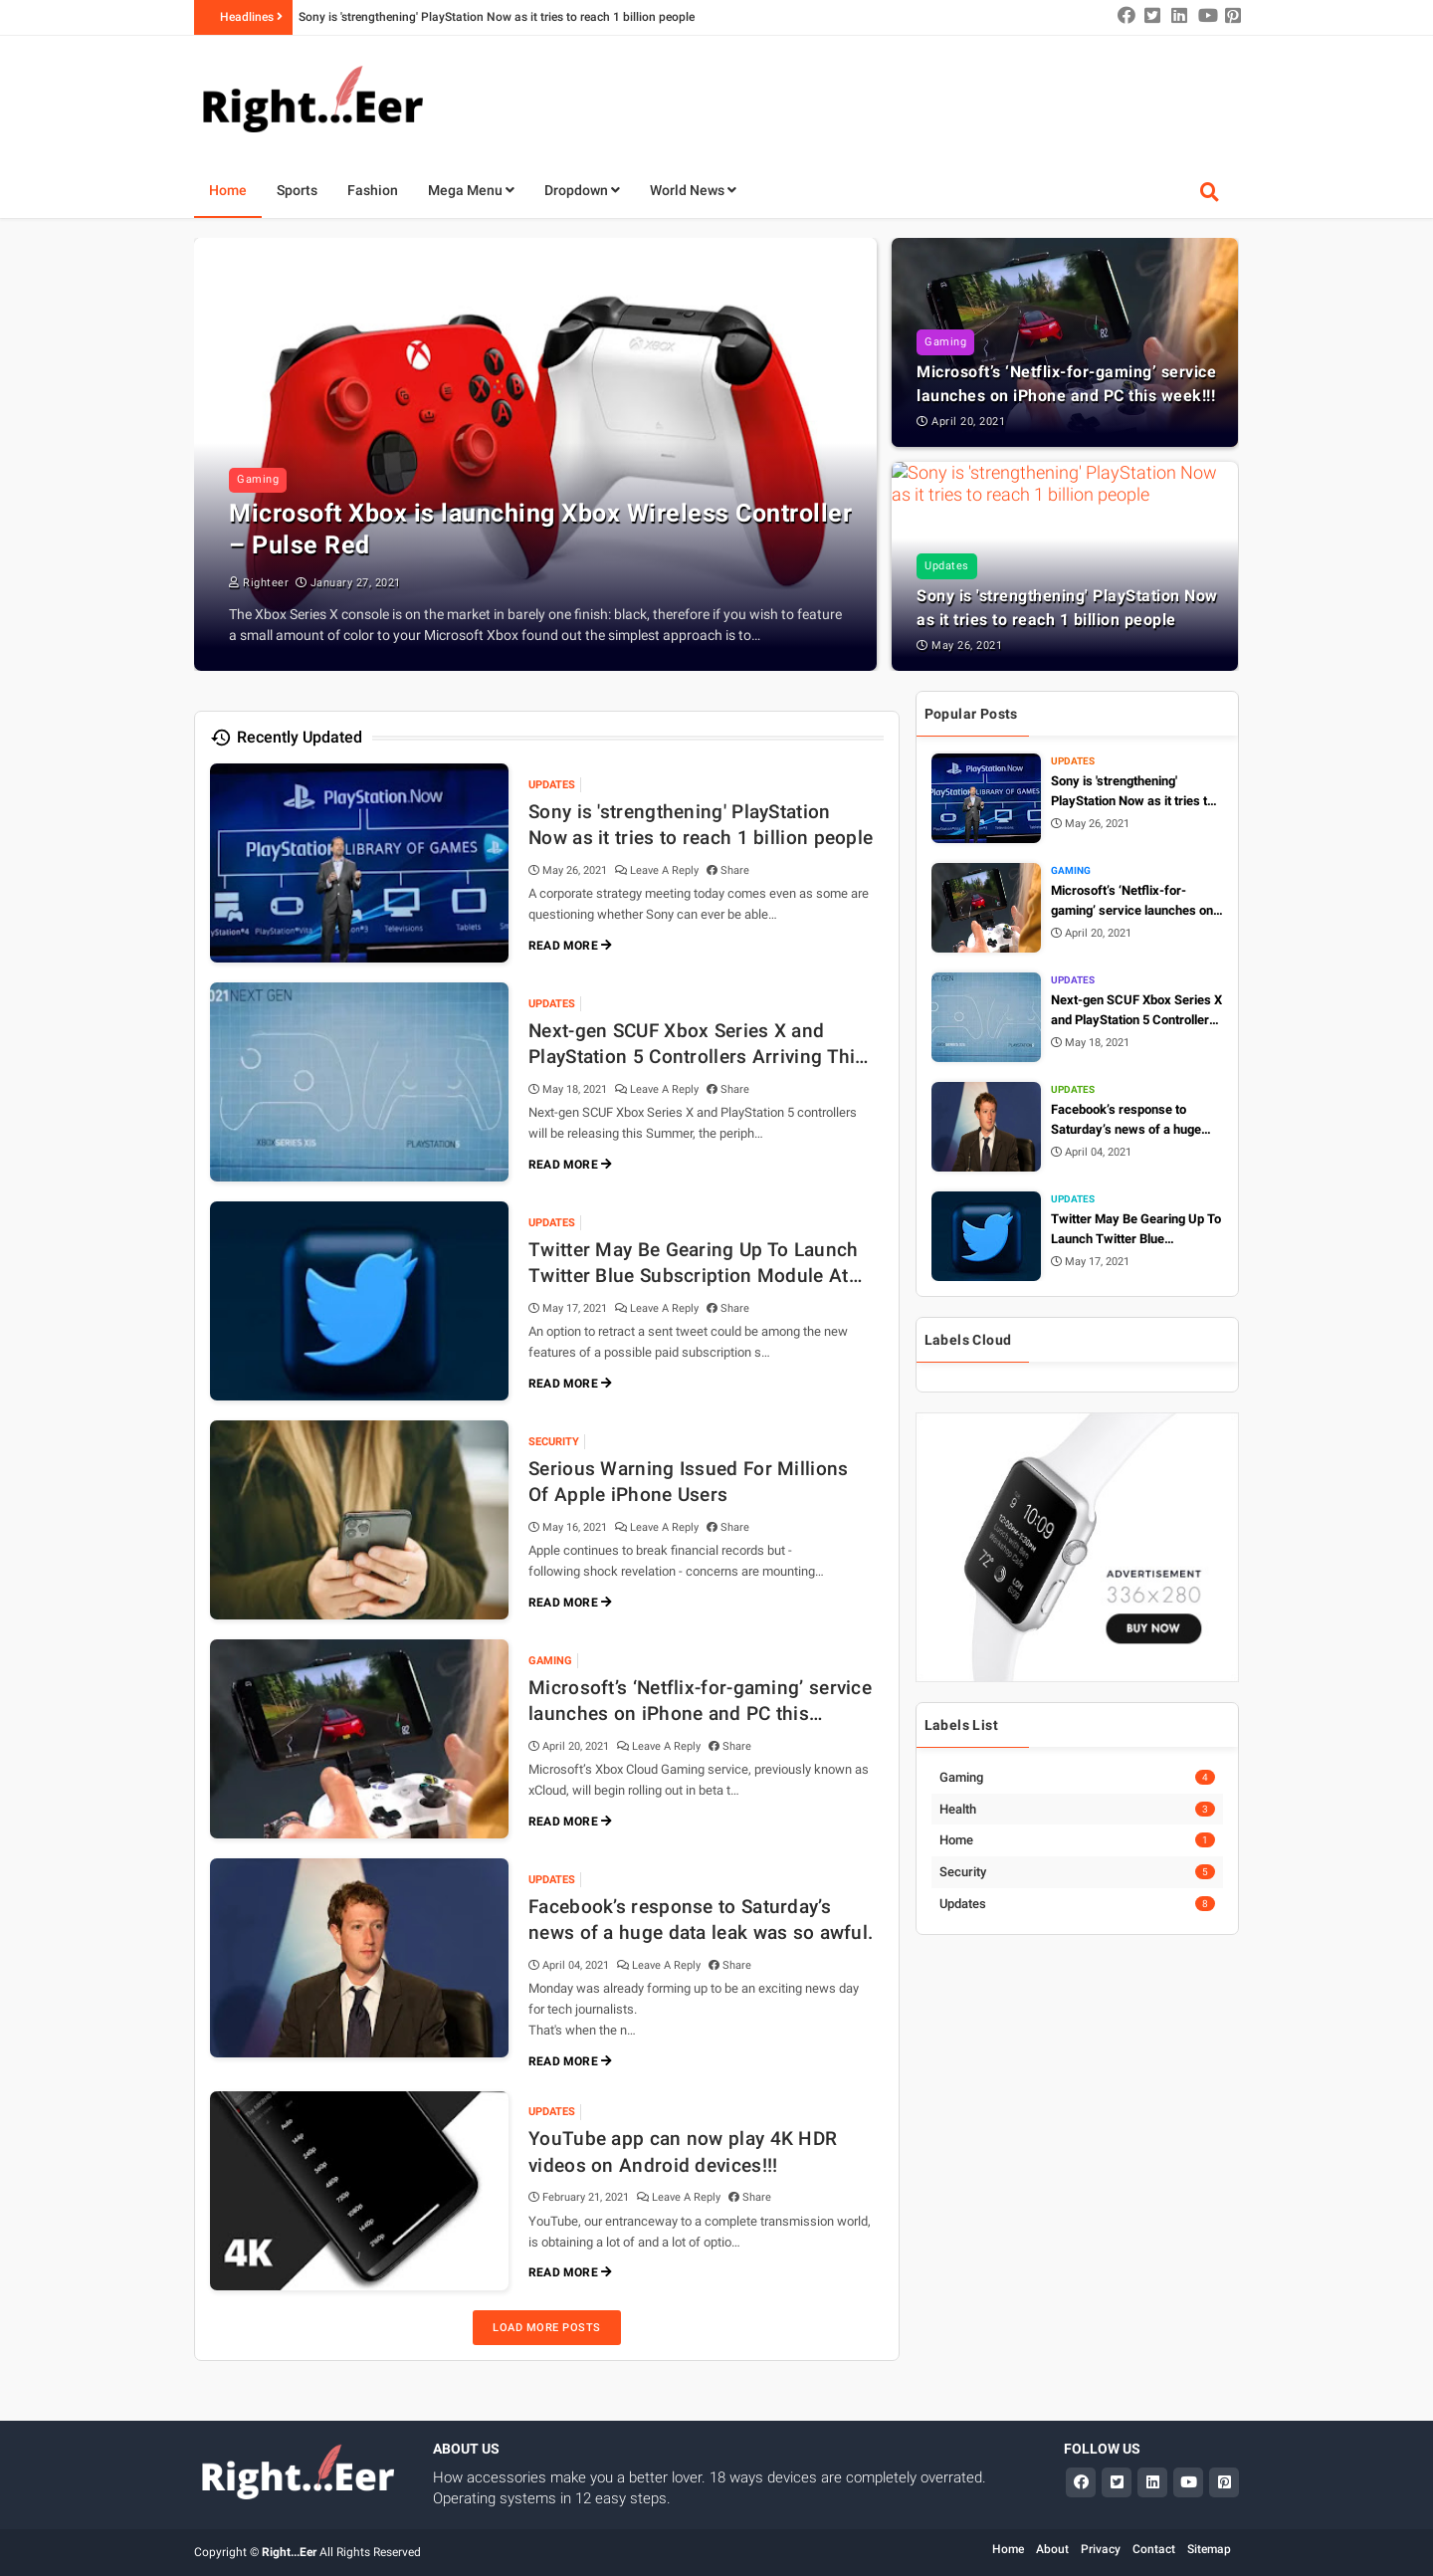 Headlines
Sony is 'strengthening' PlayStation Now as it tries to reach 1 billion people
Right...Eer
Home Sports Fashion Mega Menu Dropdown World News
Gaming
Microsoft Xbox is launching Xbox Wireless Controller
– Pulse Red
Righteer January 27, 2021
The Xbox Series X console is on the market in barely one finish: black, therefore if you wish to feature
a small amount of color to your Microsoft Xbox found out the simplest approach is to...
Gaming
Microsoft's ‘Netflix-for-gaming’ service
launches on iPhone and PC this week!!!
April 20, 2021
Sony is 'strengthening' PlayStation Now
as it tries to reach 1 billion people
Updates
Sony is 'strengthening' PlayStation Now
as it tries to reach 1 billion people
May 26, 2021
Recently Updated
PlayStation.Now
PlayStation LIBRARY OF GAMES
UPDATES
Sony is 'strengthening' PlayStation
Now as it tries to reach 1 billion people
May 26, 2021 Leave A Reply Share
A corporate strategy meeting today comes even as some are
questioning whether Sony can ever be able...
READ MORE
2021 NEXT GEN
XBOX SERIES X|S
PLAYSTATION 5
UPDATES
Next-gen SCUF Xbox Series X and
PlayStation 5 Controllers Arriving Thi...
May 18, 2021 Leave A Reply Share
Next-gen SCUF Xbox Series X and PlayStation 5 controllers
will be releasing this Summer, the periph...
READ MORE
UPDATES
Twitter May Be Gearing Up To Launch
Twitter Blue Subscription Module At...
May 17, 2021 Leave A Reply Share
An option to retract a sent tweet could be among the new
features of a possible paid subscription s...
READ MORE
SECURITY
Serious Warning Issued For Millions
Of Apple iPhone Users
May 16, 2021 Leave A Reply Share
Apple continues to break financial records but -
following shock revelation - concerns are mounting...
READ MORE
GAMING
Microsoft’s ‘Netflix-for-gaming’ service
launches on iPhone and PC this...
April 20, 2021 Leave A Reply Share
Microsoft’s Xbox Cloud Gaming service, previously known as
xCloud, will begin rolling out in beta t...
READ MORE
UPDATES
Facebook’s response to Saturday’s
news of a huge data leak was so awful.
April 04, 2021 Leave A Reply Share
Monday was already forming up to be an exciting news day
for tech journalists.
That's when the n...
READ MORE
4K
UPDATES
YouTube app can now play 4K HDR
videos on Android devices!!!
February 21, 2021 Leave A Reply Share
YouTube, our entranceway to a complete transmission world,
is obtaining a lot of and a lot of optio...
READ MORE
LOAD MORE POSTS
Popular Posts
UPDATES
Sony is 'strengthening'
PlayStation Now as it tries t...
May 26, 2021
GAMING
Microsoft’s ‘Netflix-for-
gaming’ service launches on...
April 20, 2021
UPDATES
Next-gen SCUF Xbox Series X
and PlayStation 5 Controller...
May 18, 2021
UPDATES
Facebook’s response to
Saturday’s news of a huge...
April 04, 2021
UPDATES
Twitter May Be Gearing Up To
Launch Twitter Blue...
May 17, 2021
Labels Cloud
10:09
72°
ADVERTISEMENT
336x280
BUY NOW
Labels List
Gaming 4
Health 3
Home 1
Security 5
Updates 8
Right...Eer
ABOUT US
How accessories make you a better lover. 18 ways devices are completely overrated.
Operating systems in 12 easy steps.
FOLLOW US
Copyright © Right...Eer All Rights Reserved
Home About Privacy Contact Sitemap